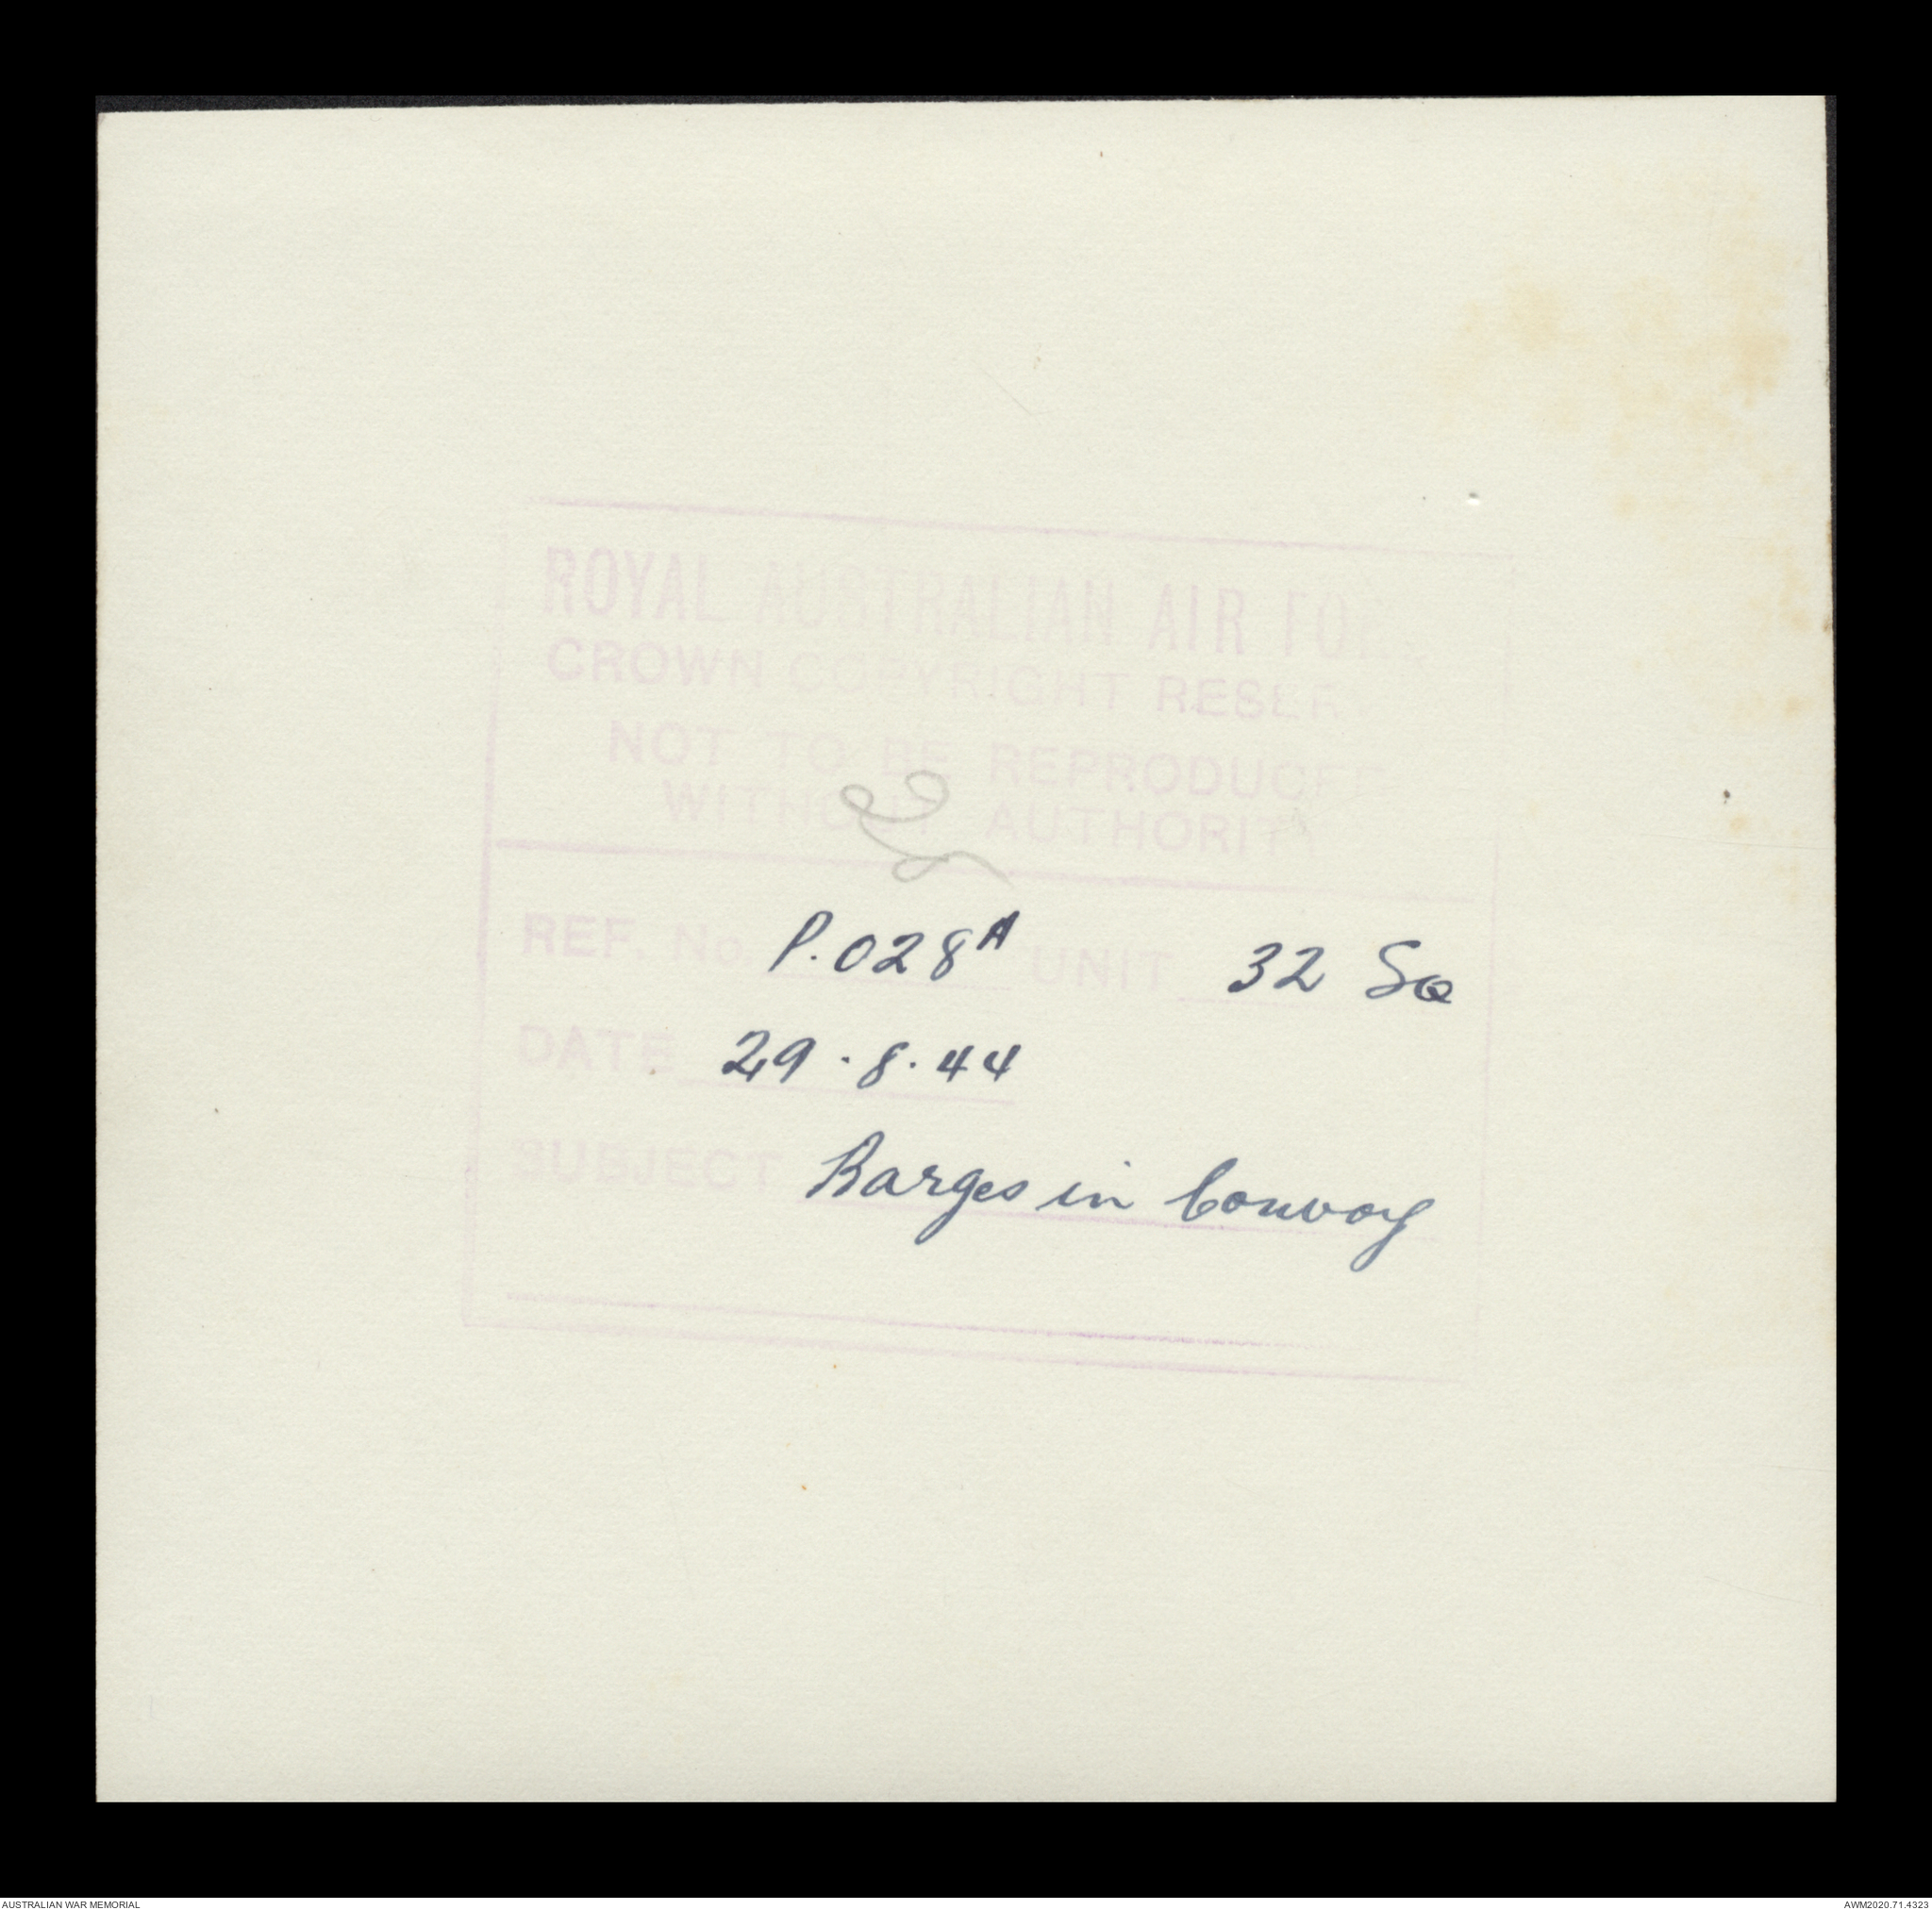 ROYAL AUSTRALIAN AIR FO
CROWN COPYRIGHT RESER
NOT TO BE REPRODUCE
WITHOUT AUTHORITY
REF. No. P.028A UNIT 32 SQ
DATE 29.8.44
SUBJECT Barges in Convoy
AUSTRALIAN WAR MEMORIAL AWM2020.71.4323